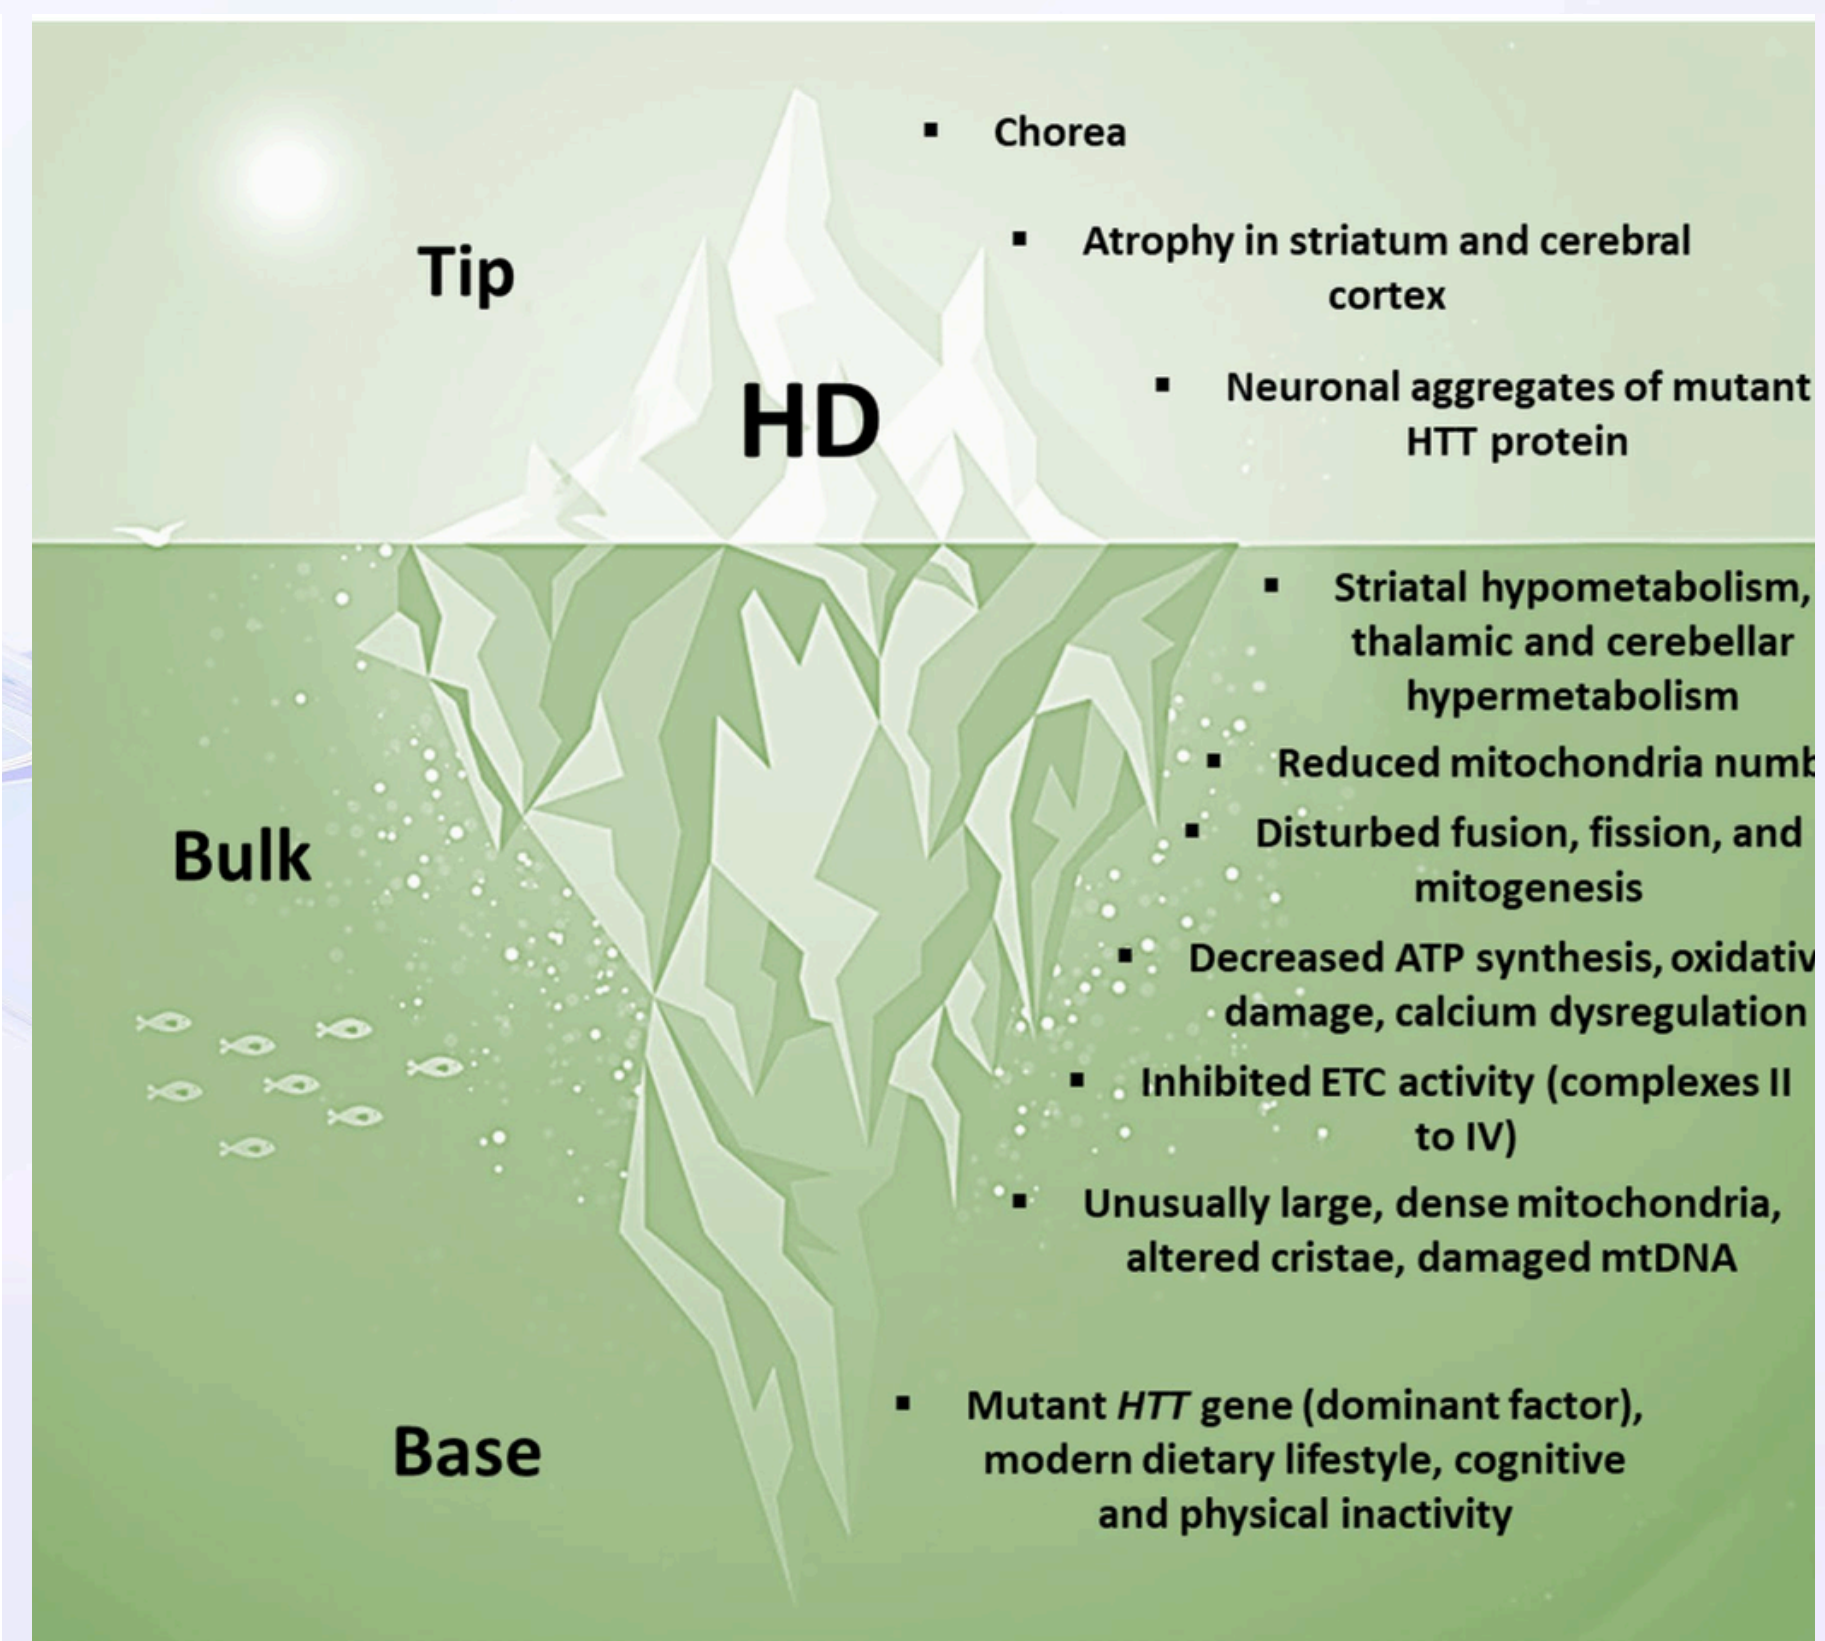 ▪ Chorea
▪ Atrophy in striatum and cerebral
cortex
Tip
▪ Neuronal aggregates of mutant
HTT protein
HD
▪ Striatal hypometabolism,
thalamic and cerebellar
hypermetabolism
▪ Reduced mitochondria numb
▪ Disturbed fusion, fission, and
mitogenesis
Bulk
▪ Decreased ATP synthesis, oxidativ
damage, calcium dysregulation
▪ Inhibited ETC activity (complexes II
to IV)
▪ Unusually large, dense mitochondria,
altered cristae, damaged mtDNA
▪ Mutant HTT gene (dominant factor),
modern dietary lifestyle, cognitive
and physical inactivity
Base